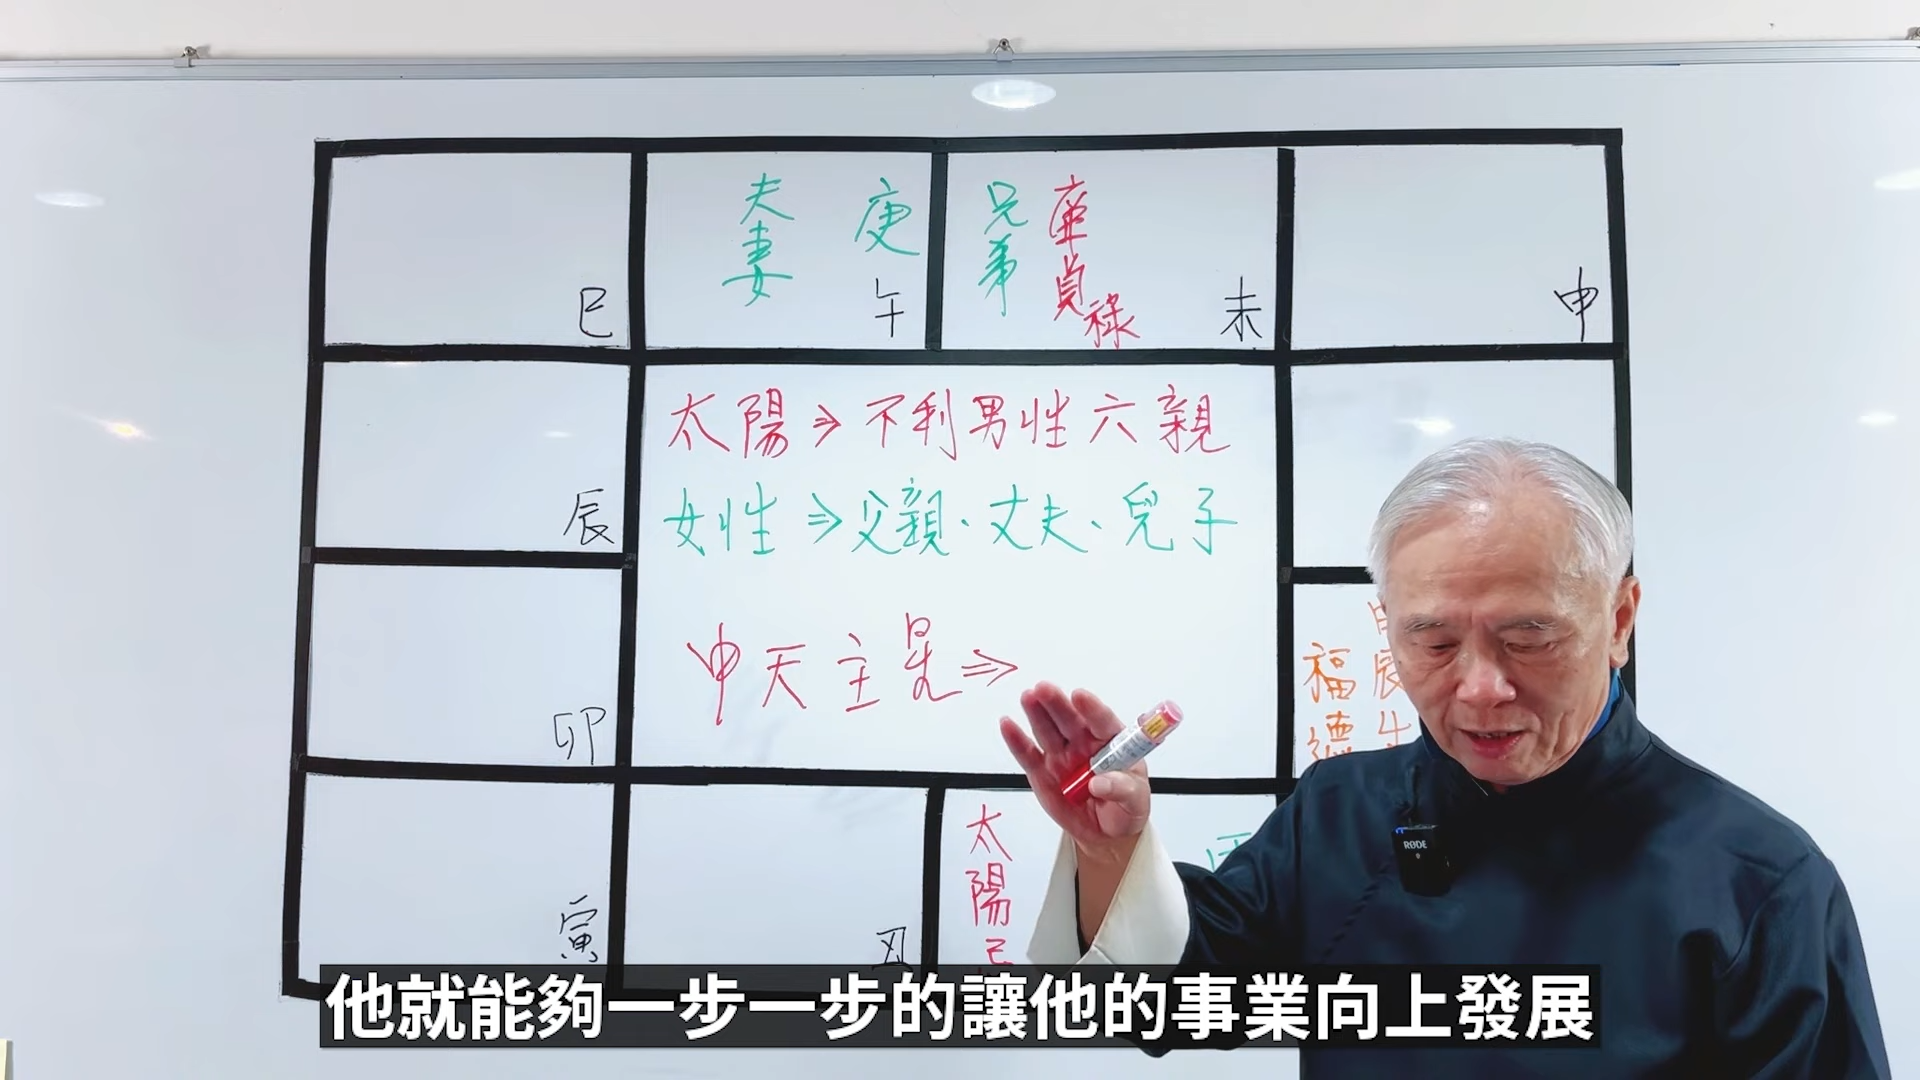 夫妻
庚
午
兄弟
廉貞祿
未
申
巳
太陽⇒不利男性六親
女性⇒父親、丈夫、兒子
中天主星⇒
辰
卯
福德
太陽
寅
丑
RØDE
他就能夠一步一步的讓他的事業向上發展